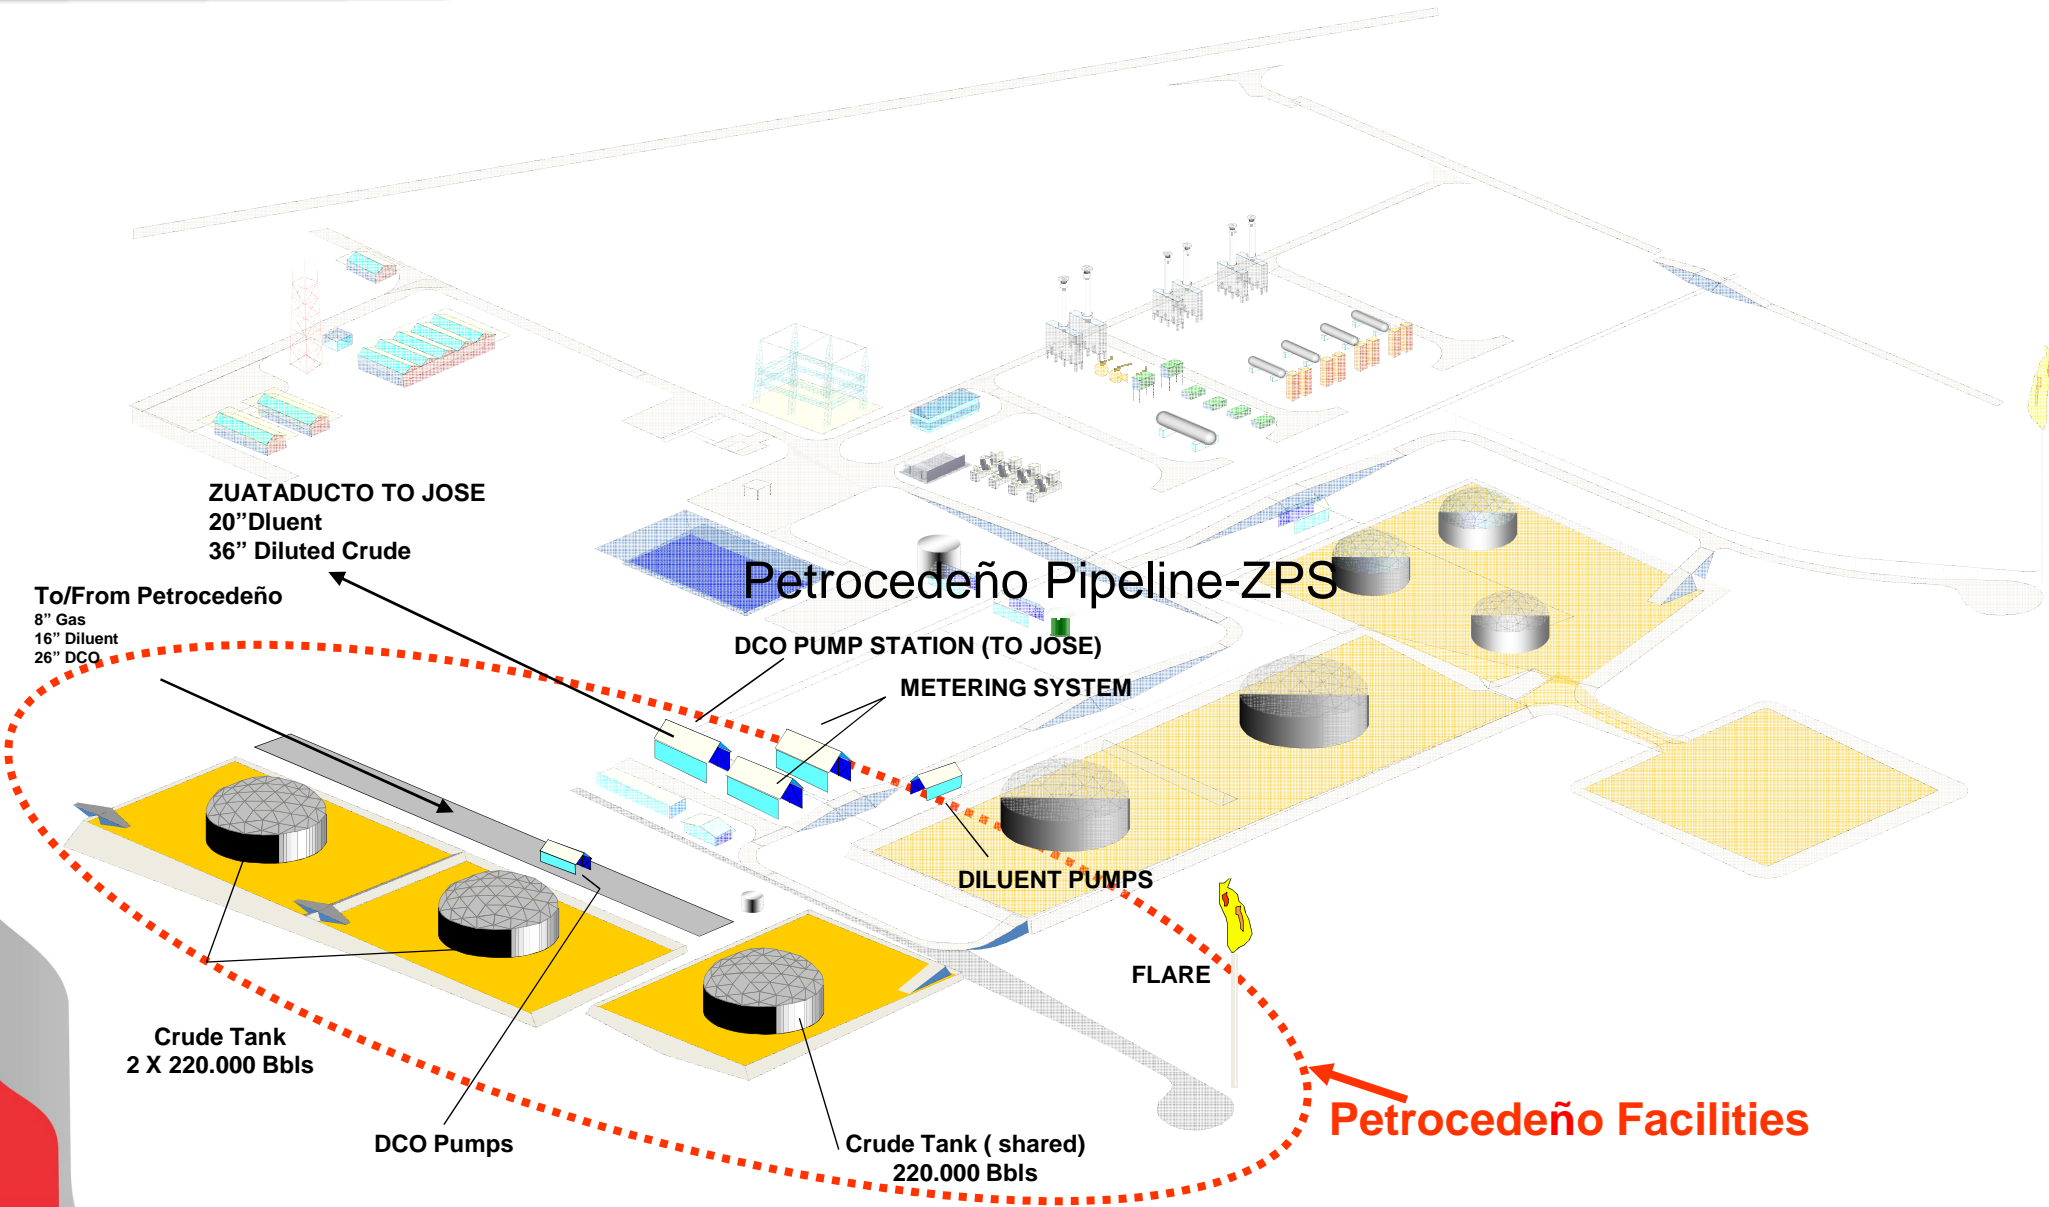 ZUATADUCTO TO JOSE
20”Dluent
36” Diluted Crude
To/From Petrocedeño
8” Gas
16” Diluent
26” DCO
Petrocedeño Pipeline-ZPS
DCO PUMP STATION (TO JOSE)
METERING SYSTEM
DILUENT PUMPS
FLARE
Crude Tank
2 X 220.000 Bbls
DCO Pumps
Crude Tank ( shared)
220.000 Bbls
Petrocedeño Facilities